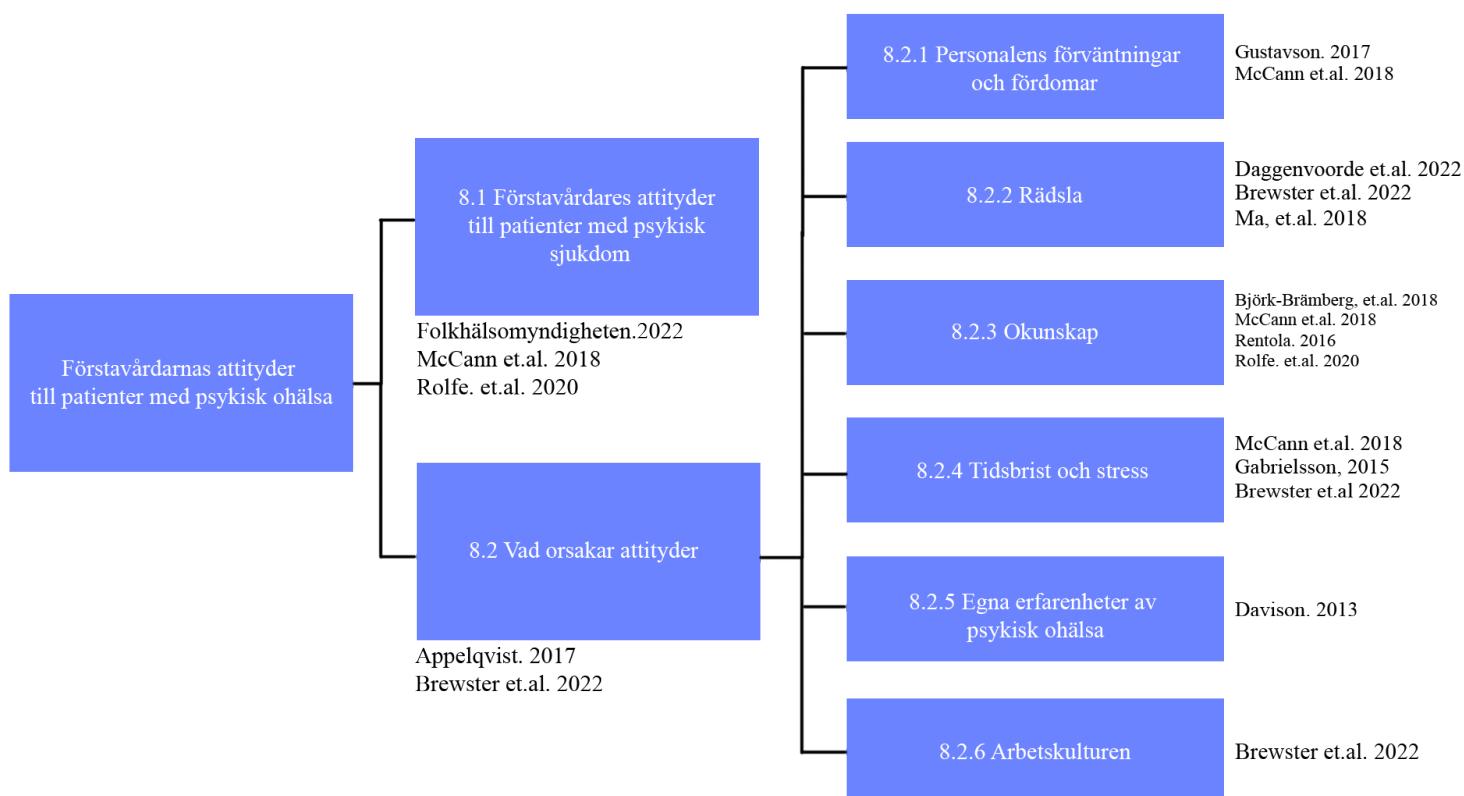 Förstavårdarnas attityder
till patienter med psykisk ohälsa
8.1 Förstavårdares attityder
till patienter med psykisk
sjukdom
Folkhälsomyndigheten.2022
McCann et.al. 2018
Rolfe. et.al. 2020
8.2 Vad orsakar attityder
Appelqvist. 2017
Brewster et.al. 2022
8.2.1 Personalens förväntningar
och fördomar
Gustavson. 2017
McCann et.al. 2018
8.2.2 Rädsla
Daggenvoorde et.al. 2022
Brewster et.al. 2022
Ma, et.al. 2018
8.2.3 Okunskap
Björk-Brämberg, et.al. 2018
McCann et.al. 2018
Rentola. 2016
Rolfe. et.al. 2020
8.2.4 Tidsbrist och stress
McCann et.al. 2018
Gabrielsson, 2015
Brewster et.al 2022
8.2.5 Egna erfarenheter av
psykisk ohälsa
Davison. 2013
8.2.6 Arbetskulturen
Brewster et.al. 2022